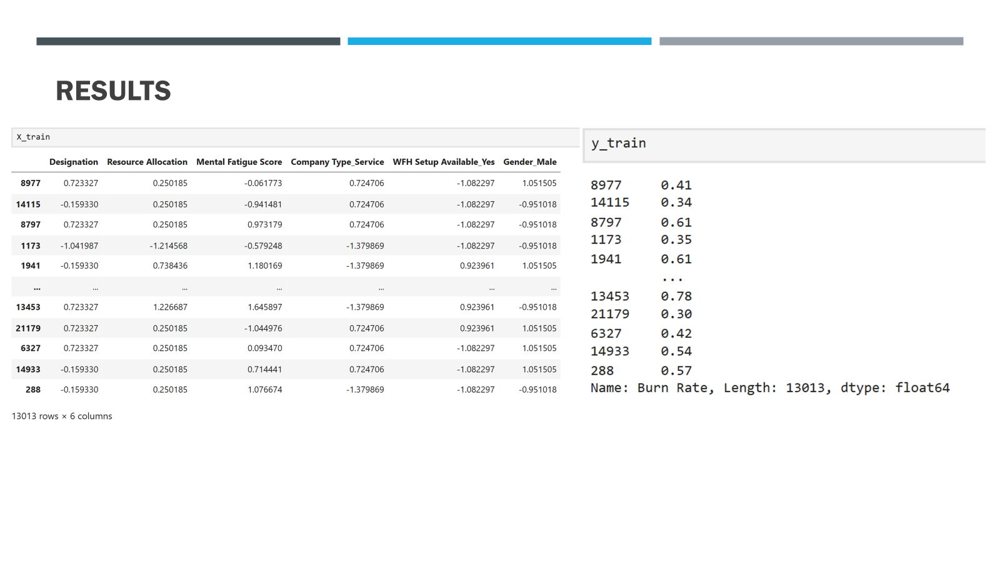 RESULTS
X_train
Designation Resource Allocation Mental Fatigue Score Company Type_Service WFH Setup Available_Yes Gender_Male
8977 0.723327 0.250185 -0.061773 0.724706 -1.082297 1.051505
14115 -0.159330 0.250185 -0.941481 0.724706 -1.082297 -0.951018
8797 0.723327 0.250185 0.973179 0.724706 -1.082297 -0.951018
1173 -1.041987 -1.214568 -0.579248 -1.379869 -1.082297 -0.951018
1941 -0.159330 0.738436 1.180169 -1.379869 0.923961 1.051505
... ... ... ... ... ... ...
13453 0.723327 1.226687 1.645897 -1.379869 0.923961 -0.951018
21179 0.723327 0.250185 -1.044976 0.724706 0.923961 1.051505
6327 0.723327 0.250185 0.093470 0.724706 -1.082297 1.051505
14933 -0.159330 0.250185 0.714441 0.724706 -1.082297 1.051505
288 -0.159330 0.250185 1.076674 -1.379869 -1.082297 -0.951018
13013 rows × 6 columns
y_train
8977 0.41
14115 0.34
8797 0.61
1173 0.35
1941 0.61
...
13453 0.78
21179 0.30
6327 0.42
14933 0.54
288 0.57
Name: Burn Rate, Length: 13013, dtype: float64